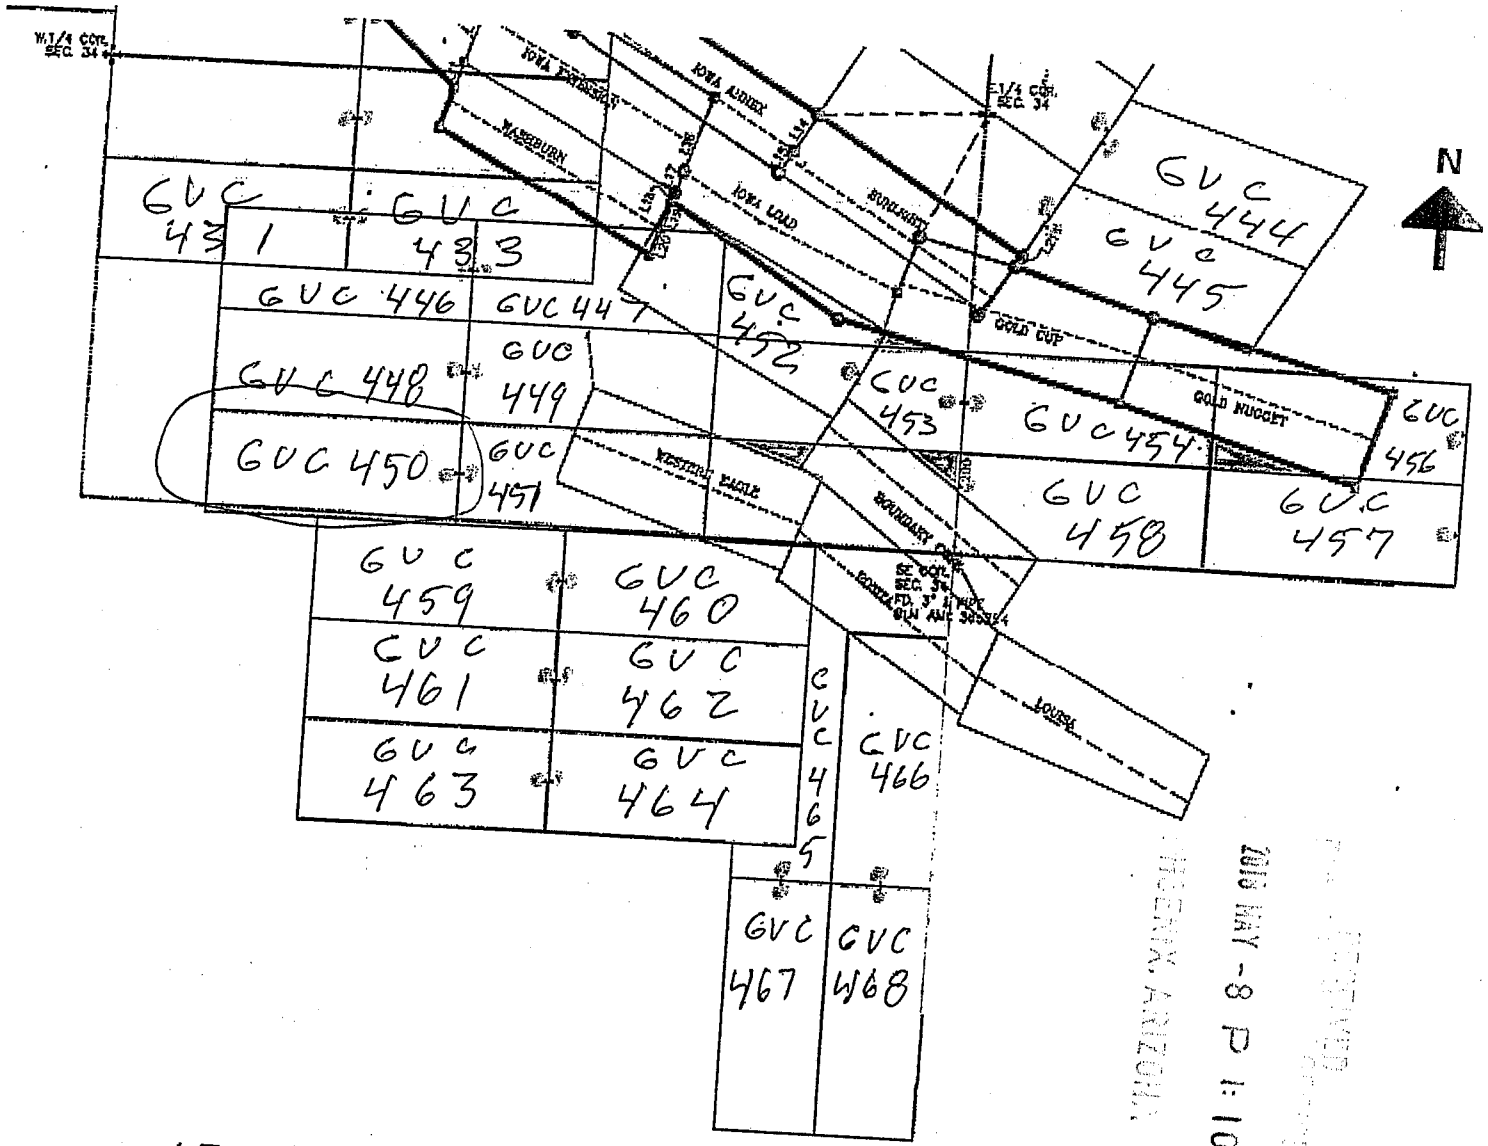 W.1/4 COR.
SEC. 34
IOWA EXTENSION
IOWA ANNEX
E.1/4 COR.
SEC 34
WASHBURN
IOWA LOAD
N
GVC
431
GVC
433
GVC
444
GVC
445
GVC 446
GVC 447
GVC
452
GOLD CUP
GVC 448
GVC
449
GVC
453
GVC 454
GOLD NUGGET
GVC
456
GVC 450
GVC
451
WESTERN EAGLE
BOUNDARY
GVC
458
GVC
457
GVC
459
GVC
460
SE COR.
SEC. 34
GVC
461
GVC
462
LOUISA
GVC
463
GVC
464
GVC
465
GVC
466
GVC
467
GVC
468
RECEIVED
2018 MAY -8 P 1:10
PHOENIX, ARIZONA